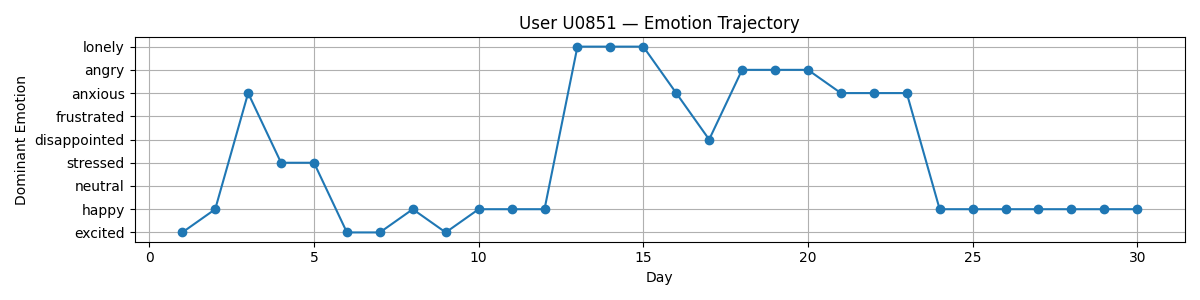 User U0851 — Emotion Trajectory
Dominant Emotion
lonely
angry
anxious
frustrated
disappointed
stressed
neutral
happy
excited
0 5 10 15 20 25 30
Day